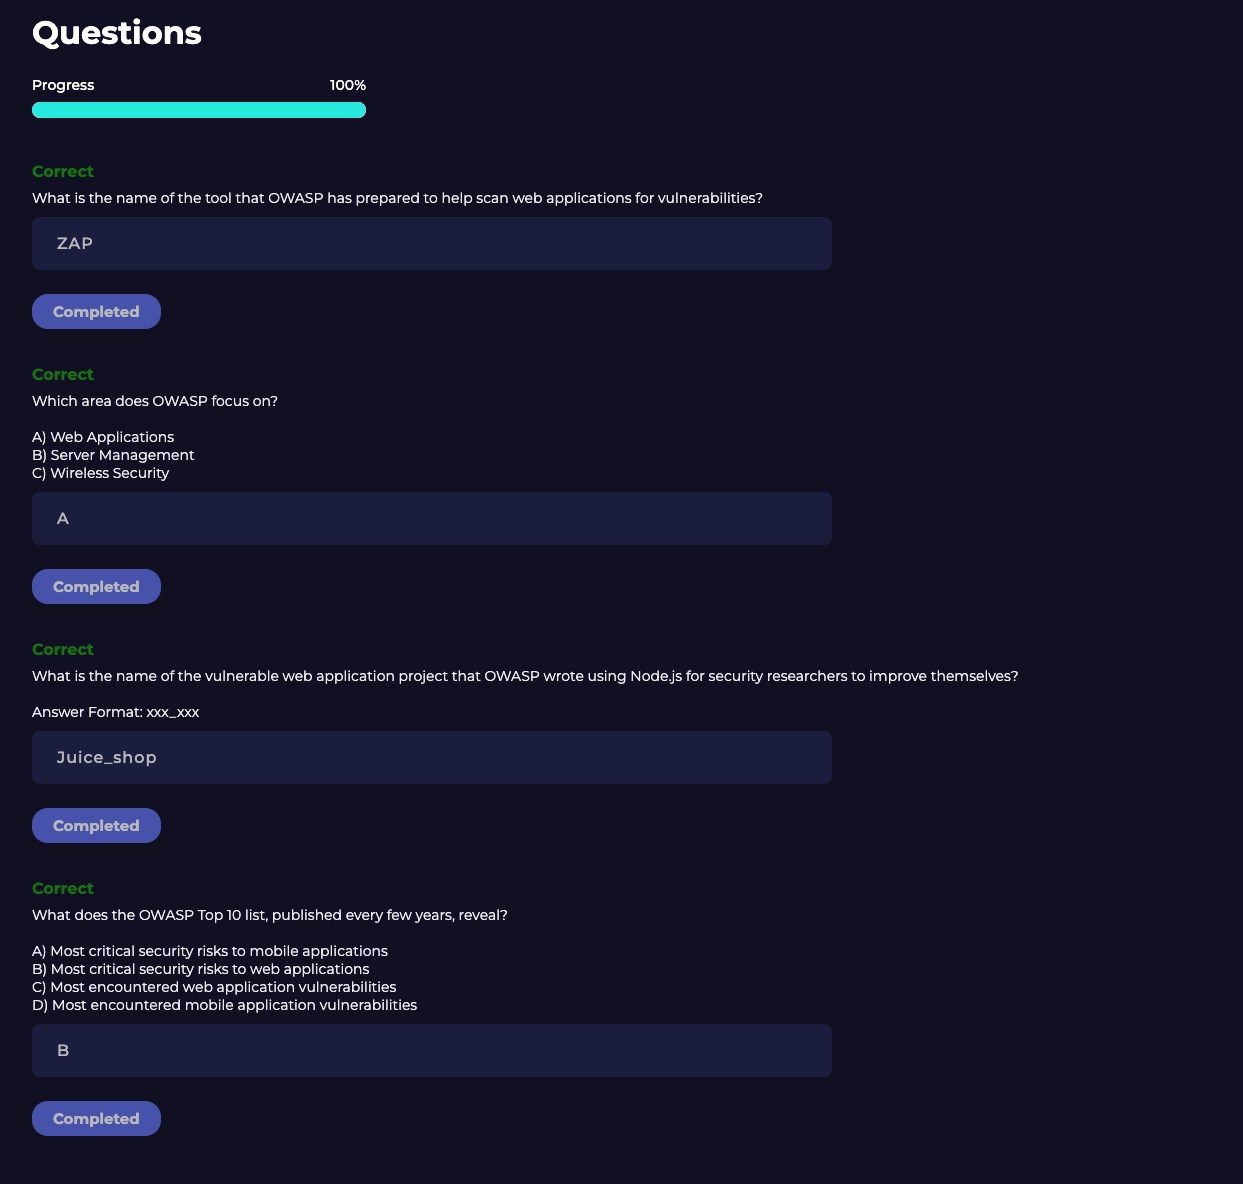 Questions
Progress 100%
Correct
What is the name of the tool that OWASP has prepared to help scan web applications for vulnerabilities?
ZAP
Completed
Correct
Which area does OWASP focus on?
A) Web Applications
B) Server Management
C) Wireless Security
A
Completed
Correct
What is the name of the vulnerable web application project that OWASP wrote using Node.js for security researchers to improve themselves?
Answer Format: xxx_xxx
Juice_shop
Completed
Correct
What does the OWASP Top 10 list, published every few years, reveal?
A) Most critical security risks to mobile applications
B) Most critical security risks to web applications
C) Most encountered web application vulnerabilities
D) Most encountered mobile application vulnerabilities
B
Completed